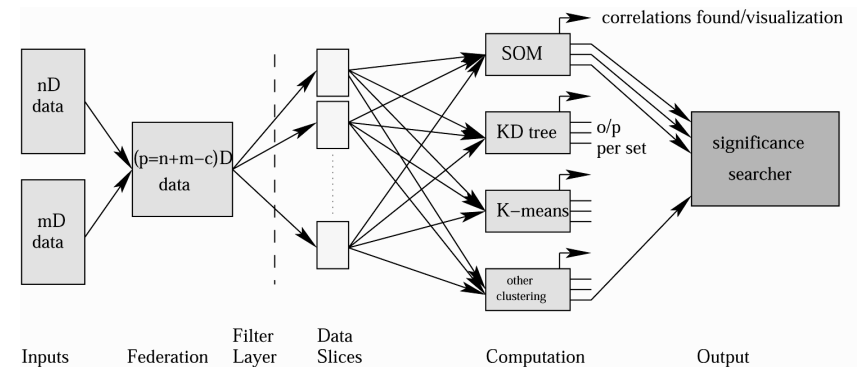 correlations found/visualization
nD
data
SOM
(p=n+m−c)D
data
KD tree
o/p
per set
significance
searcher
mD
data
K−means
other
clustering
Filter
Layer
Data
Slices
Inputs
Federation
Computation
Output